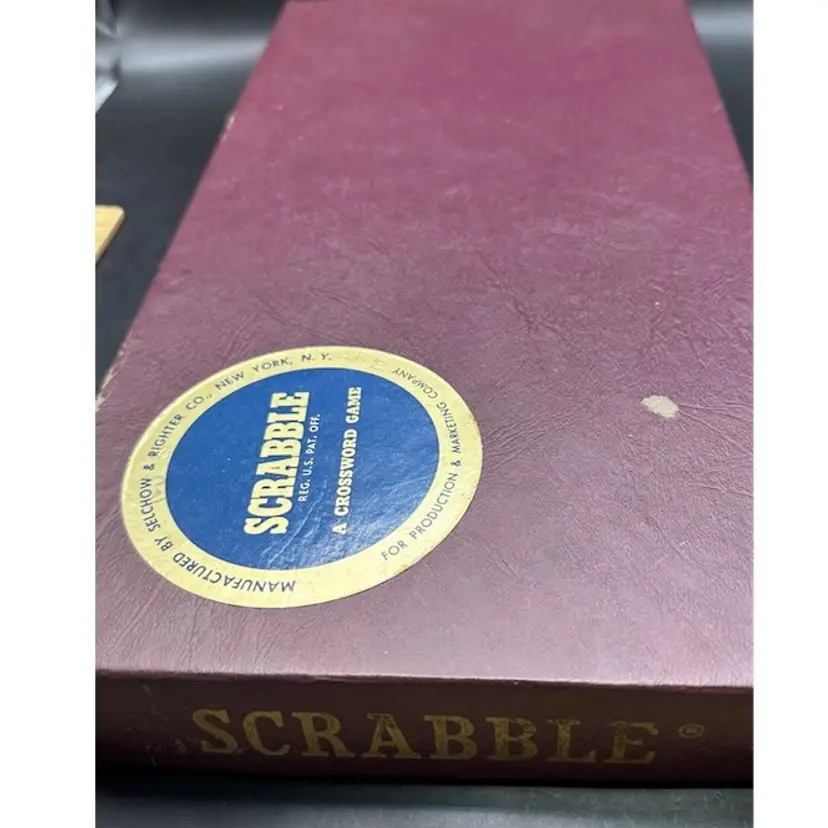 MANUFACTURED BY SELCHOW & RIGHTER CO., NEW YORK, N.Y.
SCRABBLE
REG. U.S. PAT. OFF.
A CROSSWORD GAME
FOR PRODUCTION & MARKETING COMPANY
SCRABBLE®